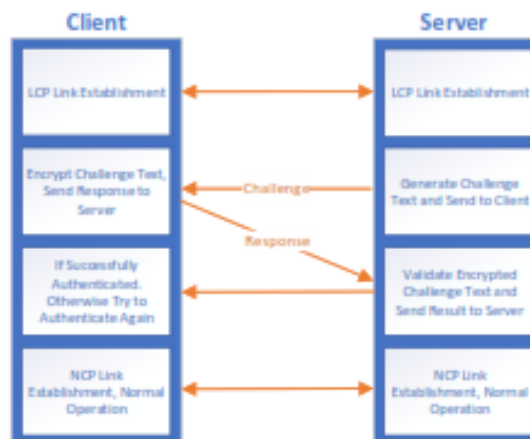 Client
Server
LCP Link Establishment
LCP Link Establishment
Encrypt Challenge Text,
Send Response to
Server
Challenge
Generate Challenge
Text and Send to Client
Response
If Successfully
Authenticated.
Otherwise Try to
Authenticate Again
Validate Encrypted
Challenge Text and
Send Result to Server
NCP Link
Establishment, Normal
Operation
NCP Link
Establishment, Normal
Operation